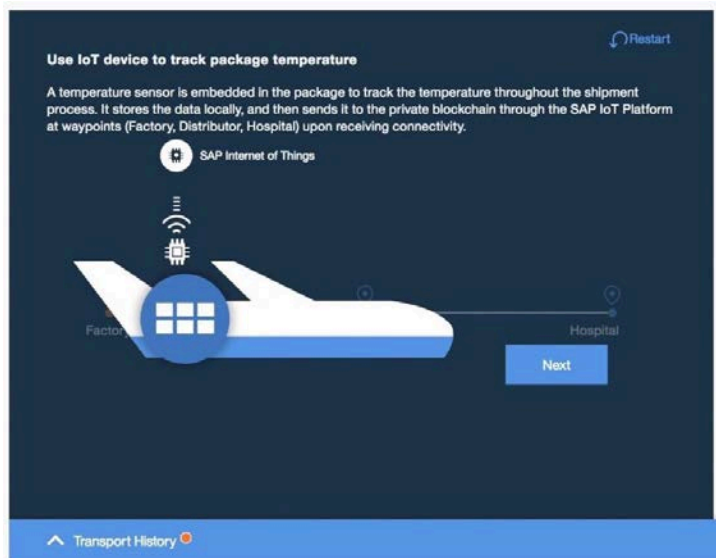 Restart
Use IoT device to track package temperature
A temperature sensor is embedded in the package to track the temperature throughout the shipment
process. It stores the data locally, and then sends it to the private blockchain through the SAP IoT Platform
at waypoints (Factory, Distributor, Hospital) upon receiving connectivity.
SAP Internet of Things
Factory
Hospital
Next
Transport History